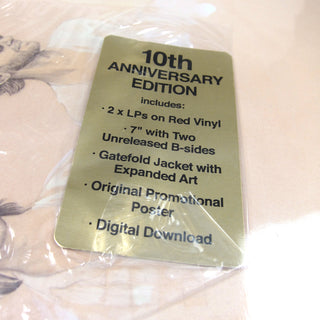 10th
ANNIVERSARY
EDITION
includes:
· 2 x LPs on Red Vinyl
· 7" with Two
Unreleased B-sides
· Gatefold Jacket with
Expanded Art
· Original Promotional
Poster
· Digital Download